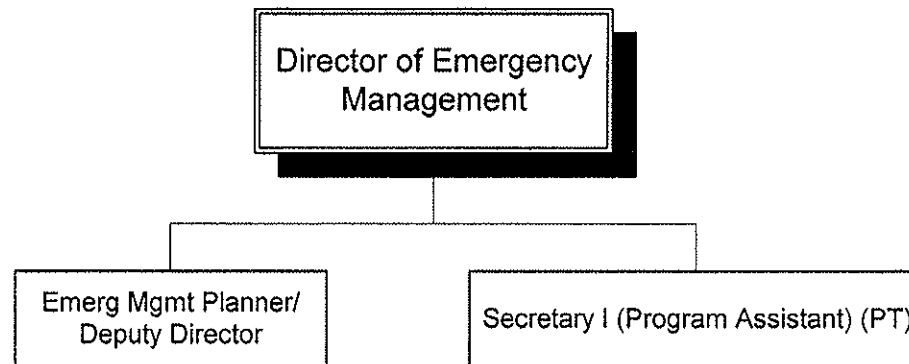 Director of Emergency
Management
Emerg Mgmt Planner/
Deputy Director
Secretary I (Program Assistant) (PT)